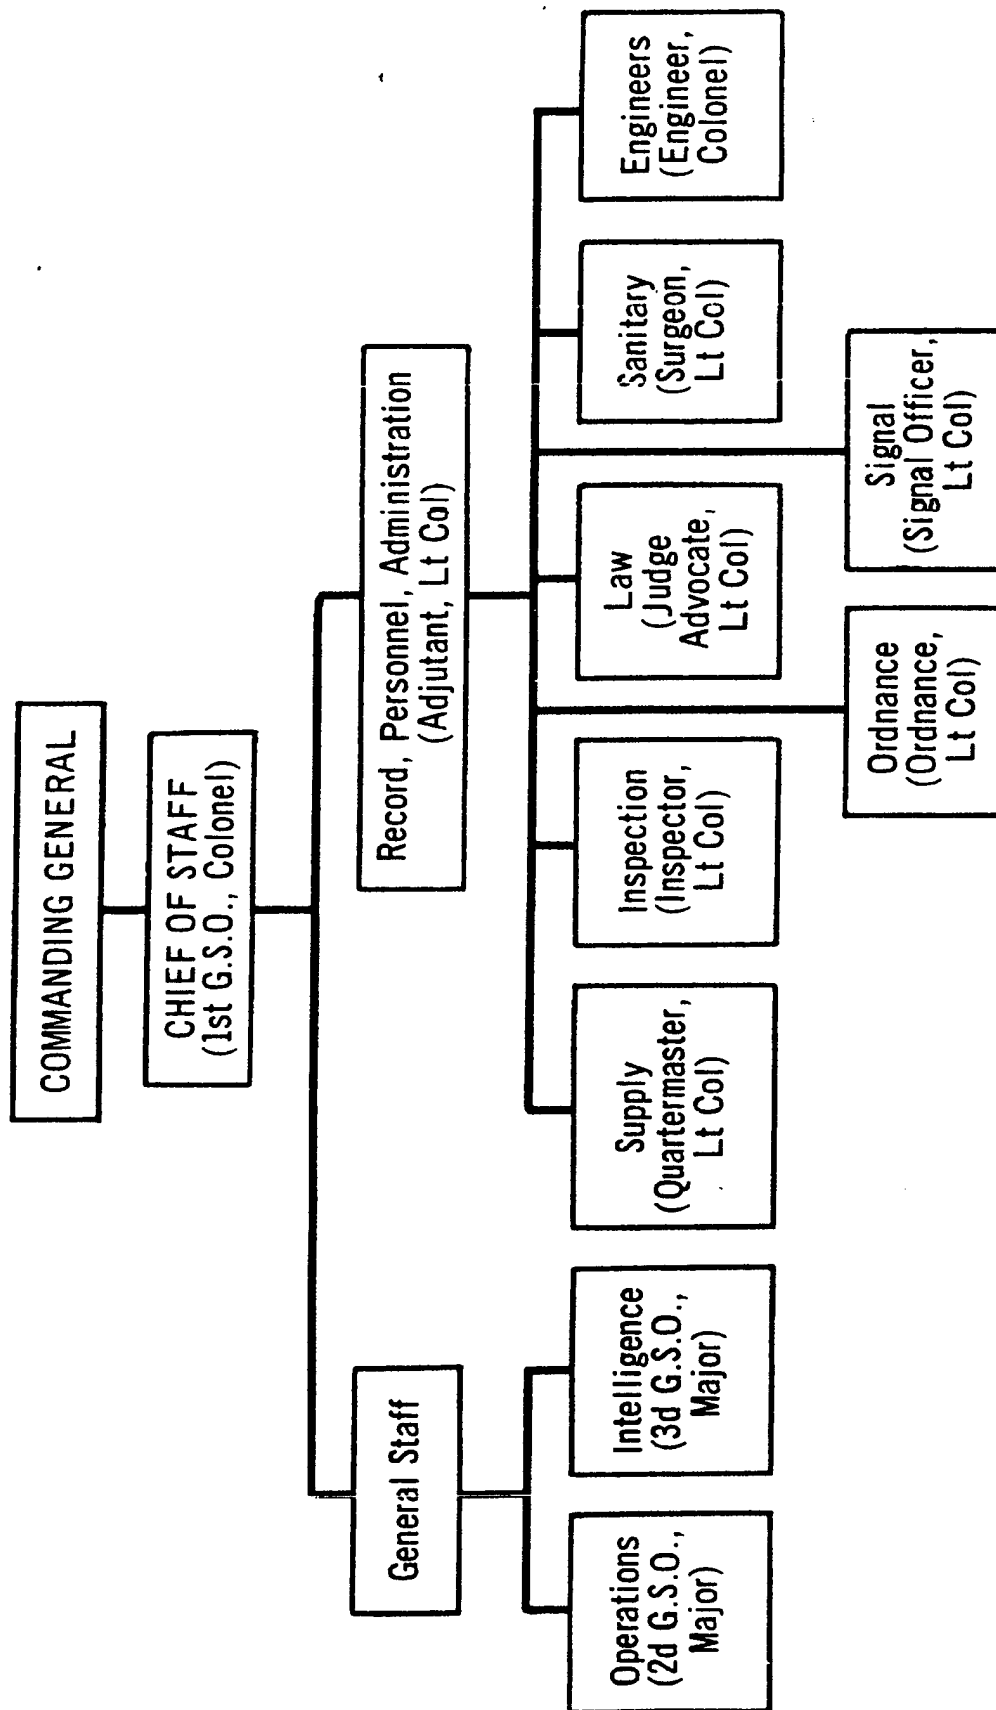 COMMANDING GENERAL
CHIEF OF STAFF
(1st G.S.O., Colonel)
General Staff
Record, Personnel, Administration
(Adjutant, Lt Col)
Operations
(2d G.S.O.,
Major)
Intelligence
(3d G.S.O.,
Major)
Supply
(Quartermaster,
Lt Col)
Inspection
(Inspector,
Lt Col)
Law
(Judge
Advocate,
Lt Col)
Sanitary
(Surgeon,
Lt Col)
Engineers
(Engineer,
Colonel)
Ordnance
(Ordnance,
Lt Col)
Signal
(Signal Officer,
Lt Col)